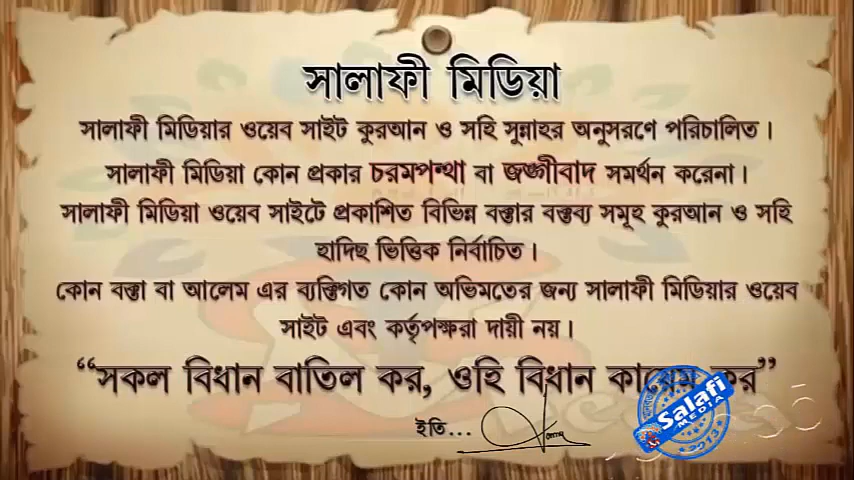 সালাফী মিডিয়া
সালাফী মিডিয়ার ওয়েব সাইট কুরআন ও সহি সুন্নাহর অনুসরণে পরিচালিত।
সালাফী মিডিয়া কোন প্রকার চরমপন্থা বা জঙ্গীবাদ সমর্থন করেনা।
সালাফী মিডিয়া ওয়েব সাইটে প্রকাশিত বিভিন্ন বক্তার বক্তব্য সমূহ কুরআন ও সহি
হাদিছ ভিত্তিক নির্বাচিত।
কোন বক্তা বা আলেম এর ব্যক্তিগত কোন অভিমতের জন্য সালাফী মিডিয়ার ওয়েব
সাইট এবং কর্তৃপক্ষরা দায়ী নয়।
“সকল বিধান বাতিল কর, ওহি বিধান কায়েম কর”
ইতি...
Salafi
MEDIA
2013